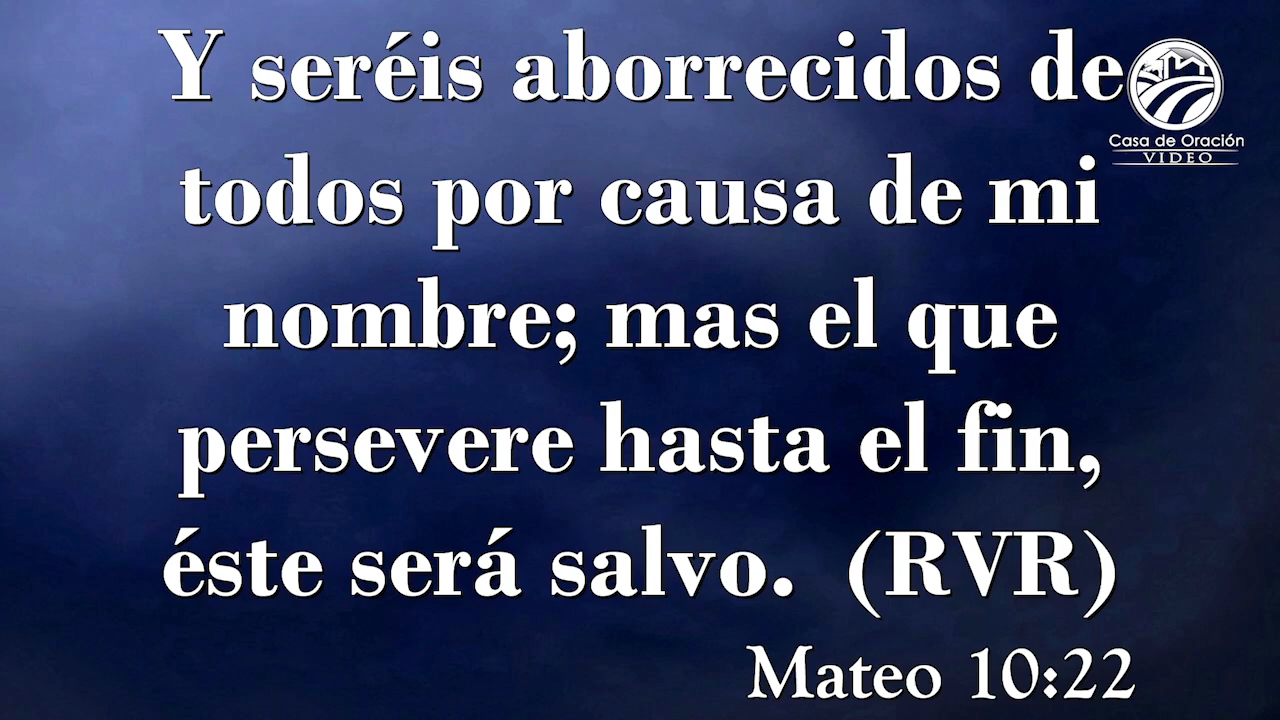 Y seréis aborrecidos de
todos por causa de mi
nombre; mas el que
persevere hasta el fin,
éste será salvo. (RVR)
Mateo 10:22
Casa de Oración
VIDEO